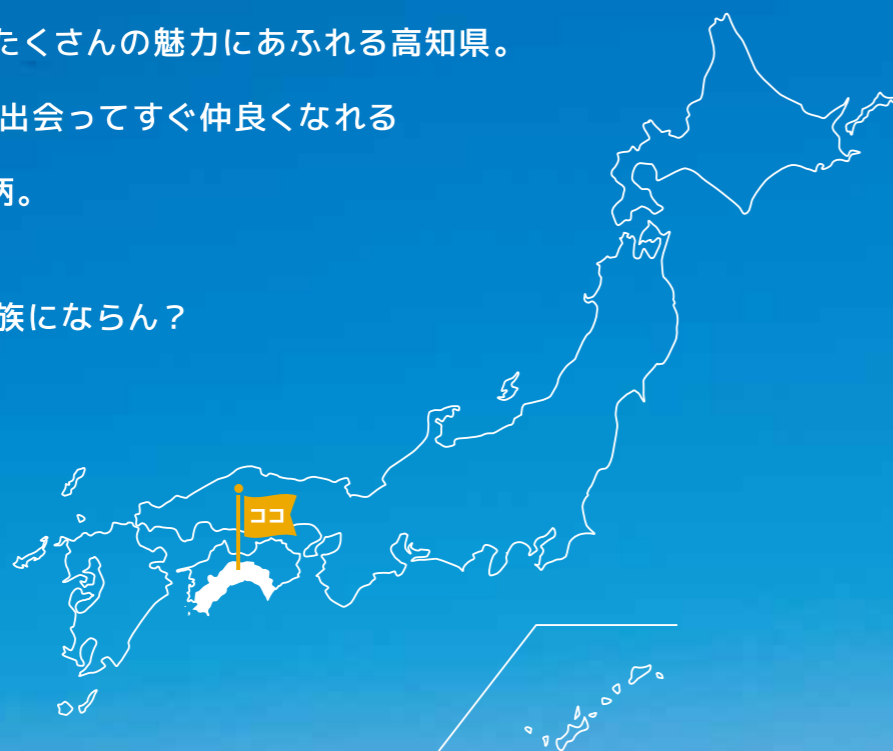 たくさんの魅力にあふれる高知県。
出会ってすぐ仲良くなれる
柄。
族にならん？
ココ